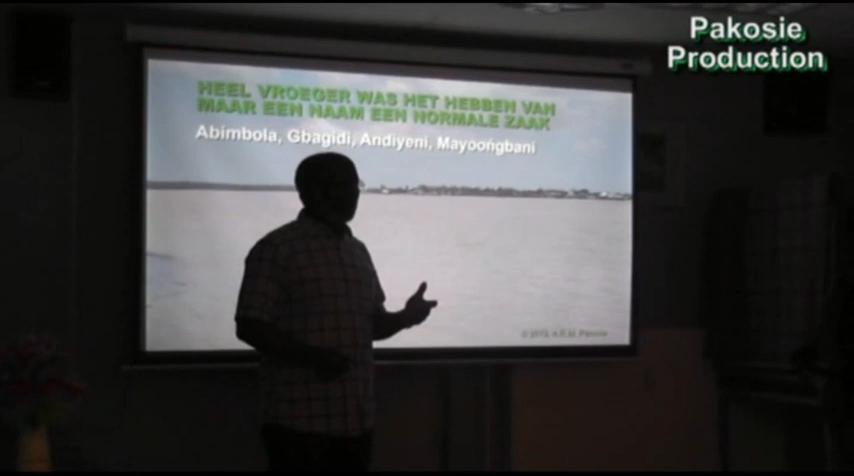 Pakosie
Production
HEEL VROEGER WAS HET HEBBEN VAN
MAAR EEN NAAM EEN NORMALE ZAAK
Abimbola, Gbagidi, Andiyeni, Mayoongbani